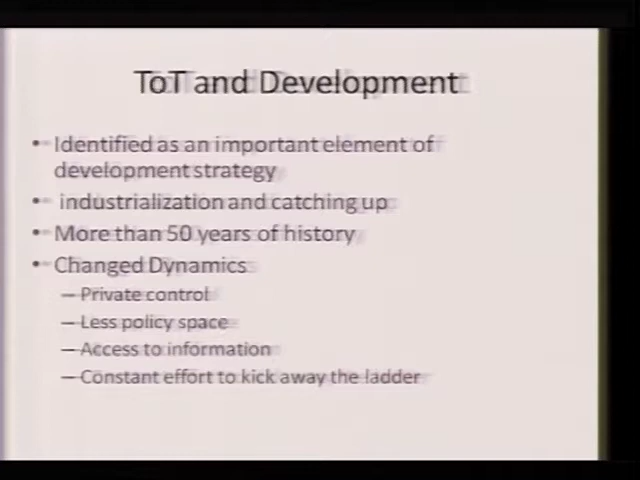 ToT and Development
• Identified as an important element of
development strategy
• industrialization and catching up
• More than 50 years of history
• Changed Dynamics
– Private control
– Less policy space
– Access to information
– Constant effort to kick away the ladder